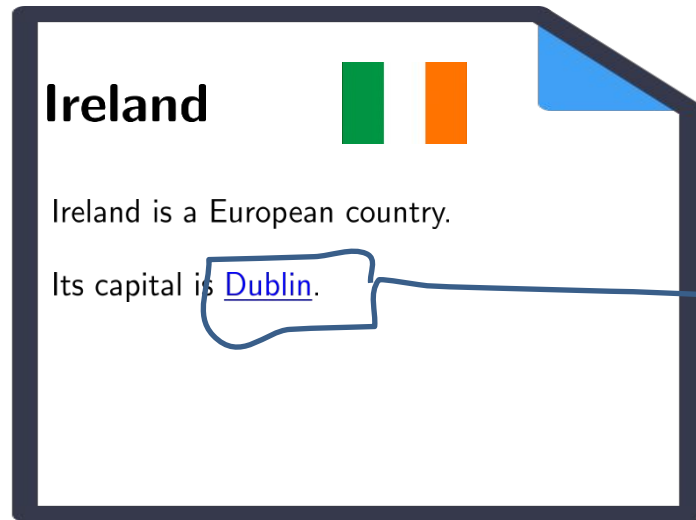 Ireland
Ireland is a European country.
Its capital is Dublin.